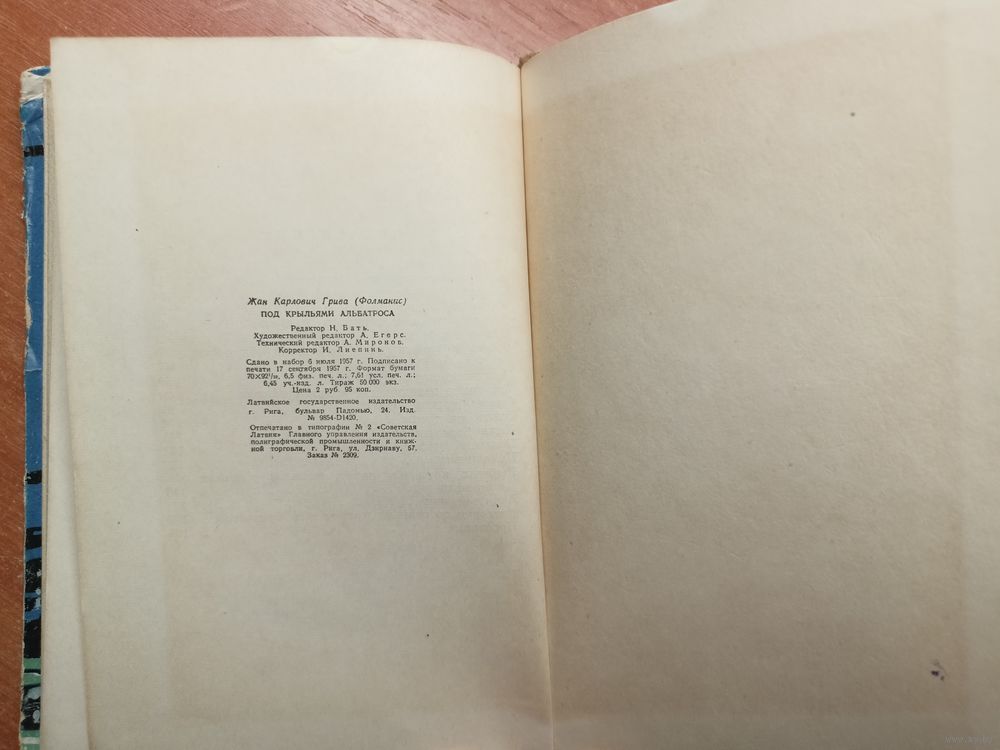 Жан Карлович Грива (Фолманис)
ПОД КРЫЛЬЯМИ АЛЬБАТРОСА
Редактор Н. Бать.
Художественный редактор А. Егерс.
Технический редактор А. Миронов.
Корректор И. Лиепинь.
Сдано в набор 6 июля 1957 г. Подписано к
печати 17 сентября 1957 г. Формат бумаги
70×92¹/₃₂. 6,5 физ. печ. л.; 7,61 усл. печ. л.;
6,45 уч.-изд. л. Тираж 50 000 экз.
Цена 2 руб. 95 коп.
Латвийское государственное издательство
г. Рига, бульвар Падомью, 24. Изд.
№ 9854-D1420.
Отпечатано в типографии № 2 «Советская
Латвия» Главного управления издательств,
полиграфической промышленности и книж-
ной торговли, г. Рига, ул. Дзирнаву, 57.
Заказ № 2309.